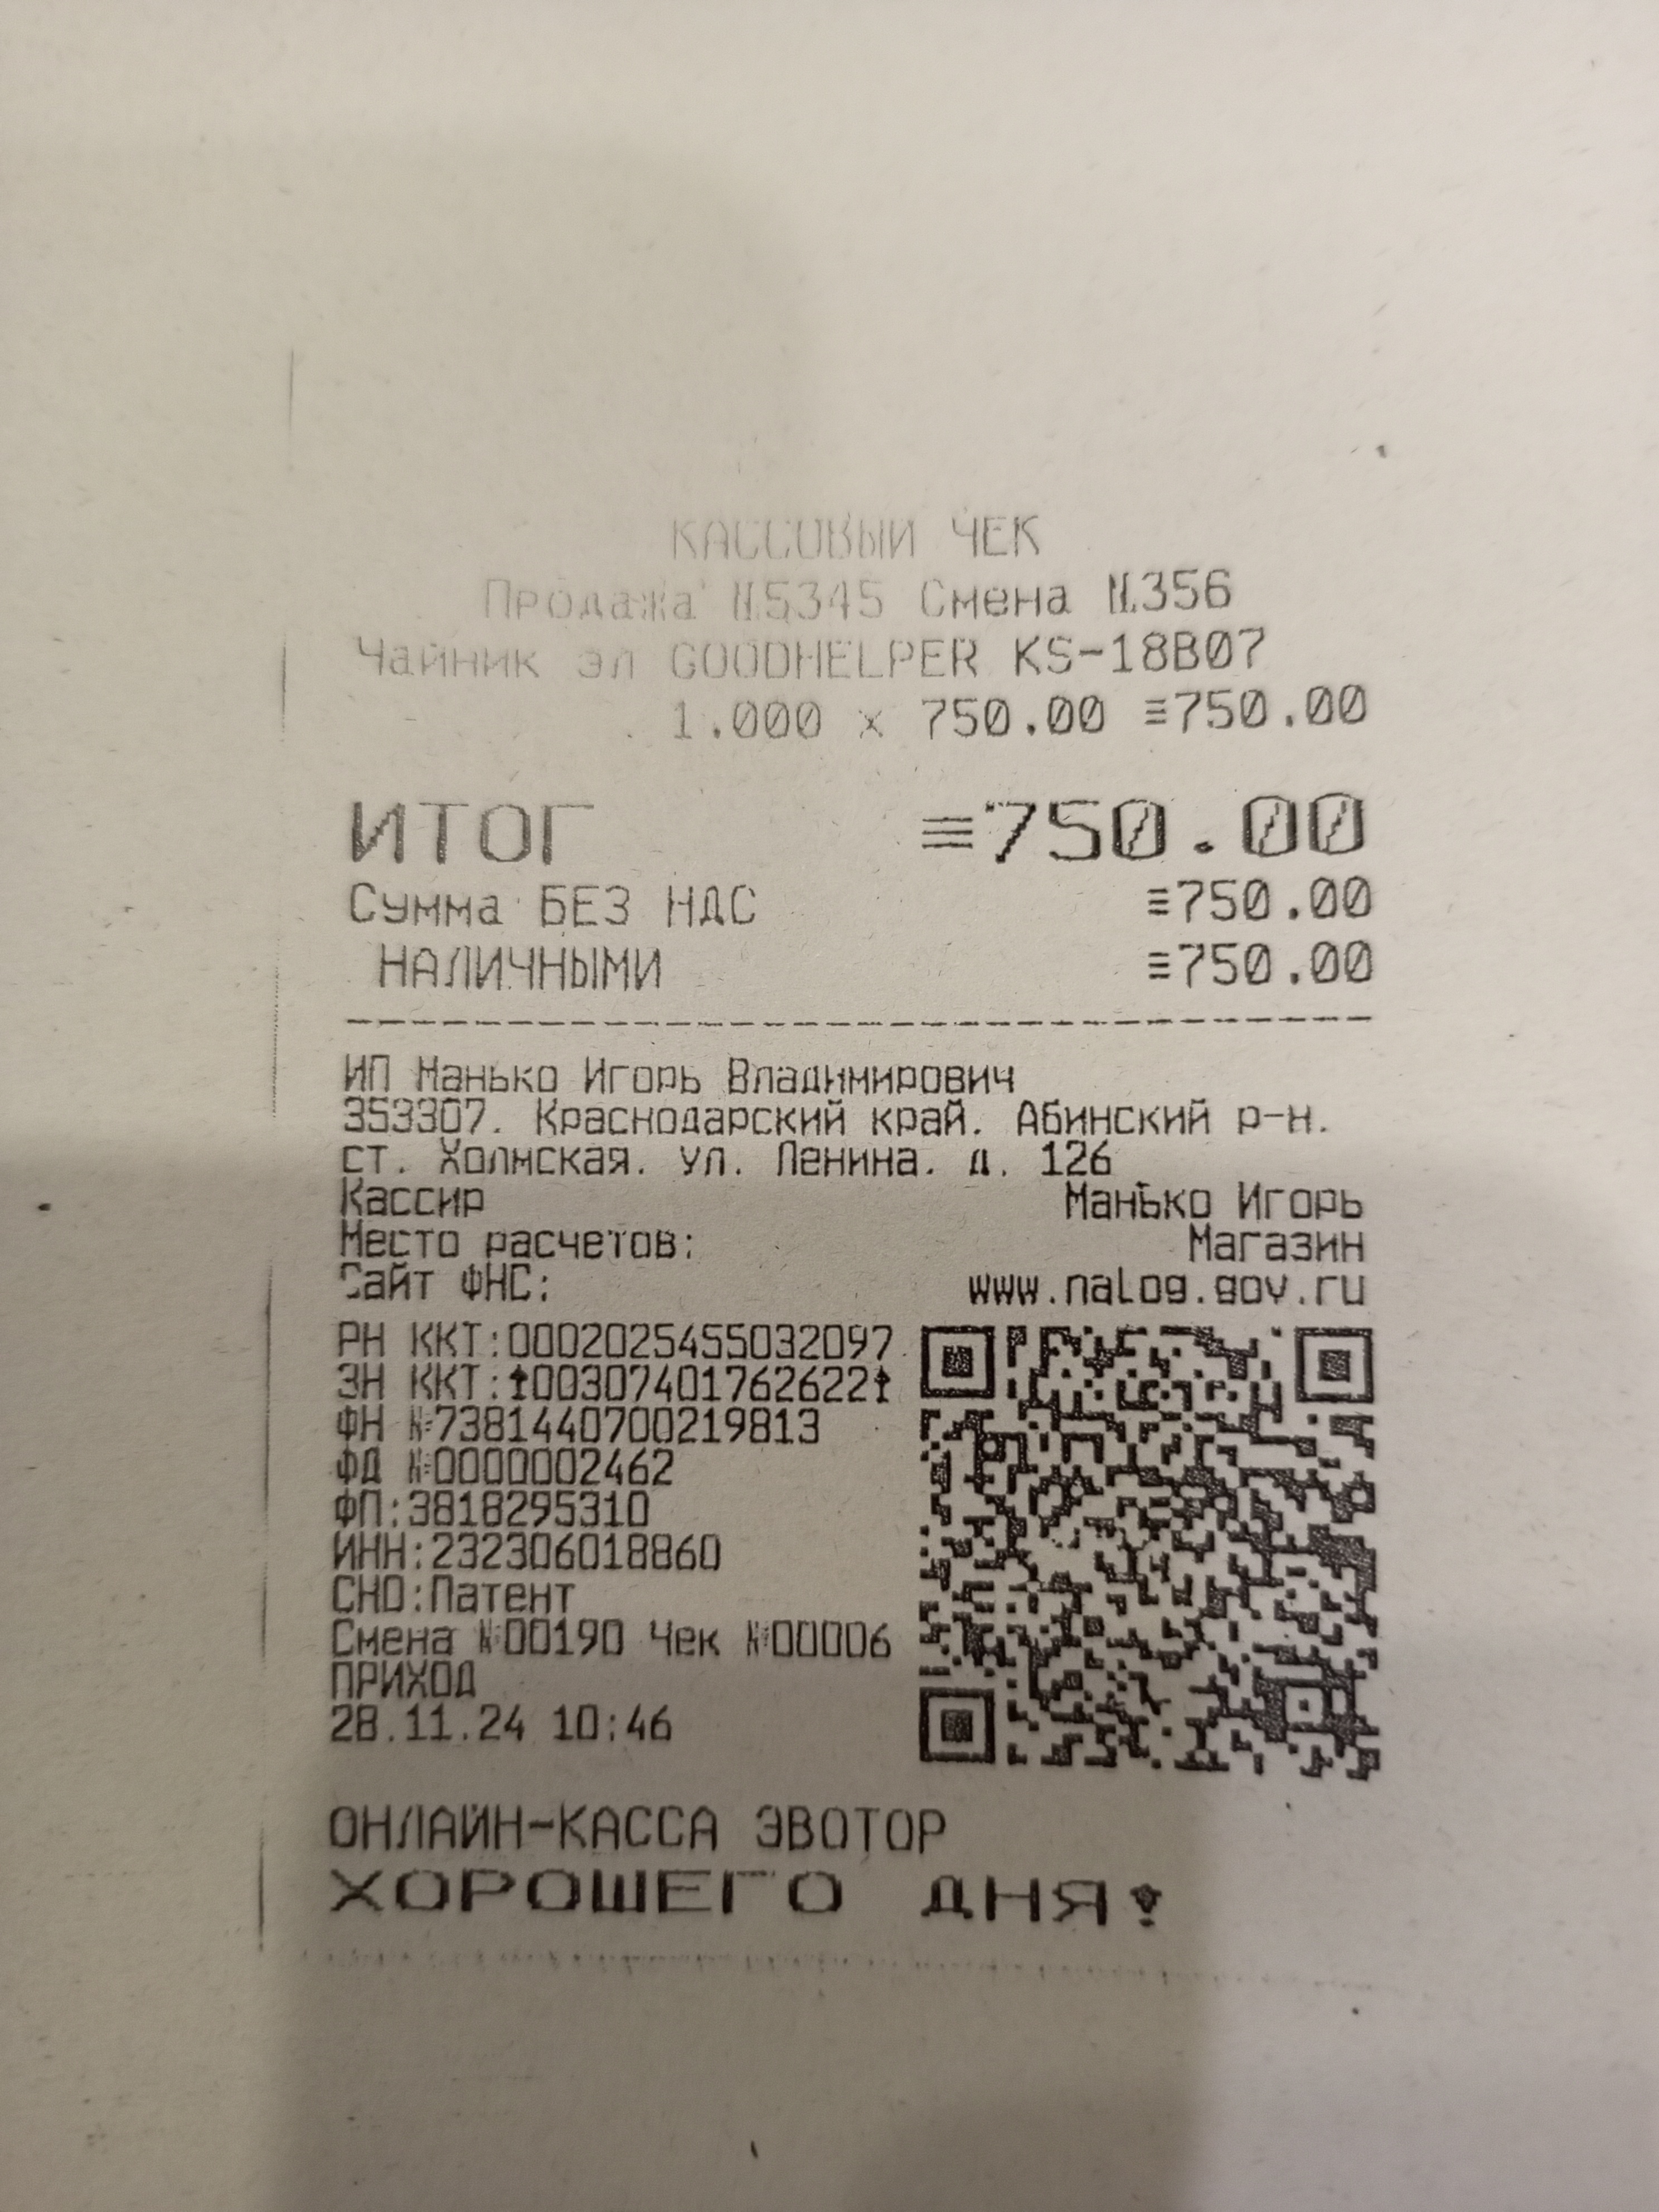 КАССОВЫЙ ЧЕК
Продажа №5345 Смена №356
Чайник эл GOODHELPER KS-18B07
1.000 x 750.00 ≡750.00
ИТОГ ≡750.00
Сумма БЕЗ НДС ≡750.00
НАЛИЧНЫМИ ≡750.00
ИП Манько Игорь Владимирович
353307. Краснодарский край. Абинский р-н.
ст. Холмская. ул. Ленина. д. 126
Кассир Манько Игорь
Место расчетов: Магазин
Сайт ФНС: www.nalog.gov.ru
РН ККТ:0002025455032097
ЗН ККТ:↑00307401762622↑
ФН №7381440700219813
ФД №0000002462
ФП:3818295310
ИНН:232306018860
СНО:Патент
Смена №00190 Чек №00006
ПРИХОД
28.11.24 10:46
ОНЛАЙН-КАССА ЭВОТОР
ХОРОШЕГО ДНЯ!